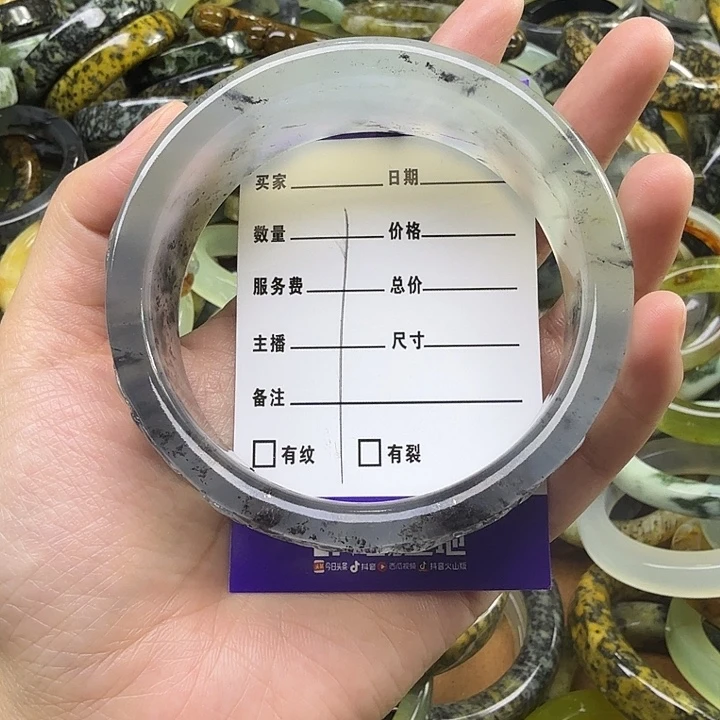 买家 日期
数量 价格
服务费 总价
主播 尺寸
备注
有纹 有裂
今日头条 抖音 西瓜视频 抖音火山版